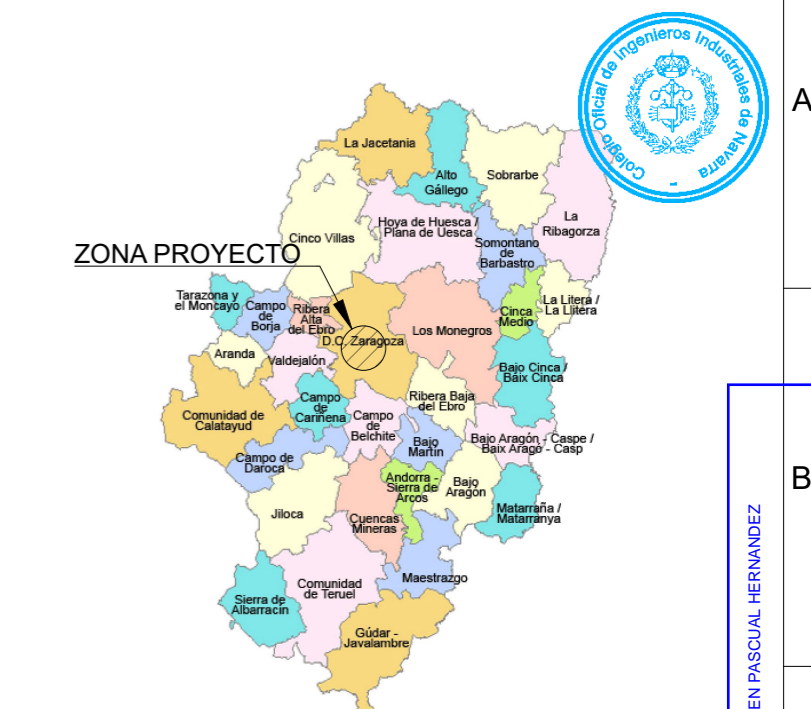 Colegio Oficial de Ingenieros Industriales de Navarra
A
La Jacetania
Alto
Gállego
Sobrarbe
La
Ribagorza
Hoya de Huesca /
Plana de Uesca
Cinco Villas
Somontano
de
Barbastro
ZONA PROYECTO
Tarazona y
el Moncayo
Campo
de
Borja
Ribera
Alta
del Ebro
D.C. Zaragoza
Los Monegros
Cinca
Medio
La Litera /
La Llitera
Aranda
Valdejalón
Bajo Cinca /
Baix Cinca
Comunidad de
Calatayud
Campo
de
Cariñena
Campo
de
Belchite
Ribera Baja
del Ebro
Bajo
Martín
Bajo Aragón - Caspe /
Baix Aragó - Casp
B
Campo de
Daroca
Andorra -
Sierra de
Arcos
Bajo
Aragón
Matarraña /
Matarranya
Jiloca
Cuencas
Mineras
Maestrazgo
Comunidad
de Teruel
Sierra de
Albarracín
Gúdar -
Javalambre
EN PASCUAL HERNANDEZ